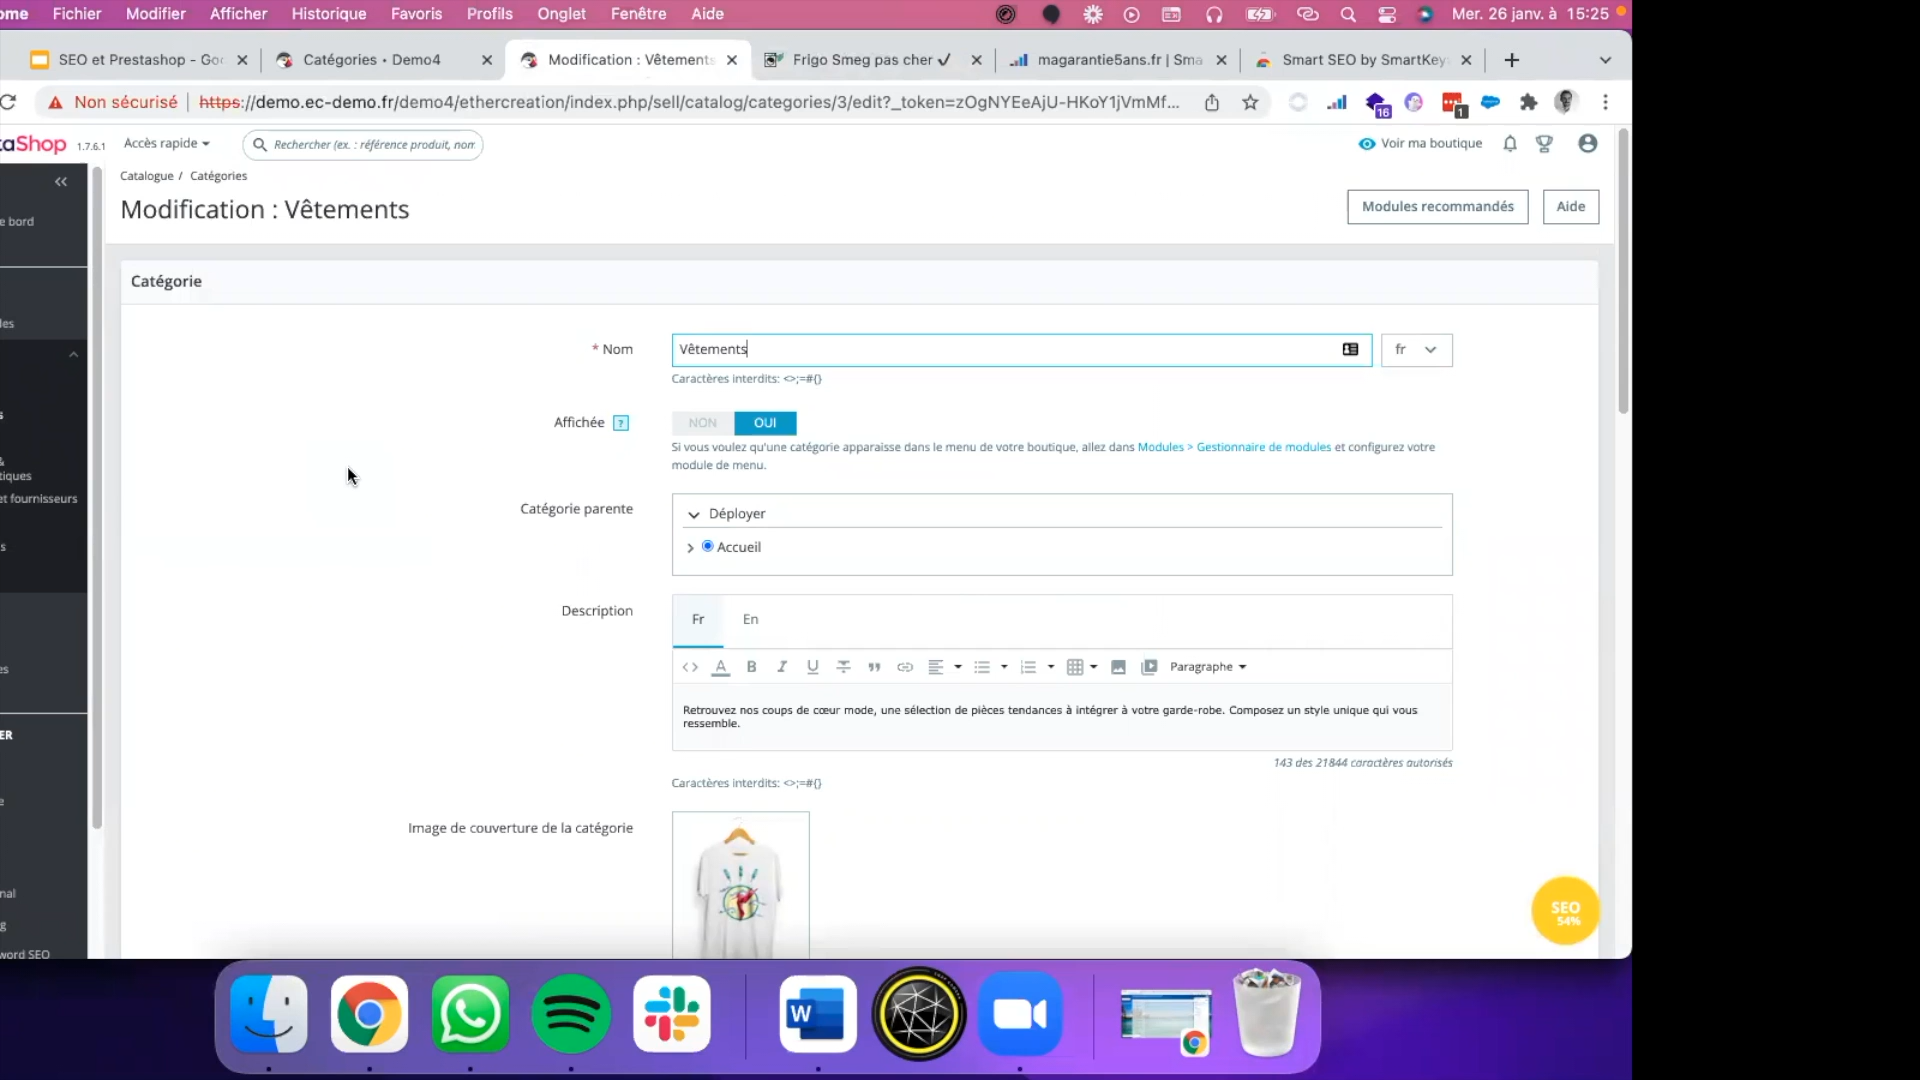 ome Fichier Modifier Afficher Historique Favoris Profils Onglet Fenêtre Aide Mer. 26 janv. à 15:25
SEO et Prestashop - Goo Catégories • Demo4 Modification : Vêtements Frigo Smeg pas cher ✓ magarantie5ans.fr | Sma Smart SEO by SmartKey
Non sécurisé https://demo.ec-demo.fr/demo4/ethercreation/index.php/sell/catalog/categories/3/edit?_token=zOgNYEeAjU-HKoY1jVmMf... 16 1
aShop 1.7.6.1 Accès rapide Rechercher (ex. : référence produit, nom Voir ma boutique
Catalogue / Catégories
Modification : Vêtements
Modules recommandés Aide
e bord
Catégorie
des
* Nom Vêtements fr
Caractères interdits: <>;=#{}
Affichée ? NON OUI
s
Si vous voulez qu'une catégorie apparaisse dans le menu de votre boutique, allez dans Modules > Gestionnaire de modules et configurez votre
module de menu.
&
tiques
et fournisseurs
Catégorie parente Déployer
s
Accueil
Description Fr En
es
Paragraphe
Retrouvez nos coups de cœur mode, une sélection de pièces tendances à intégrer à votre garde-robe. Composez un style unique qui vous
ressemble.
ER
143 des 21844 caractères autorisés
Caractères interdits: <>;=#{}
e
Image de couverture de la catégorie
nal
SEO
54%
g
word SEO
W